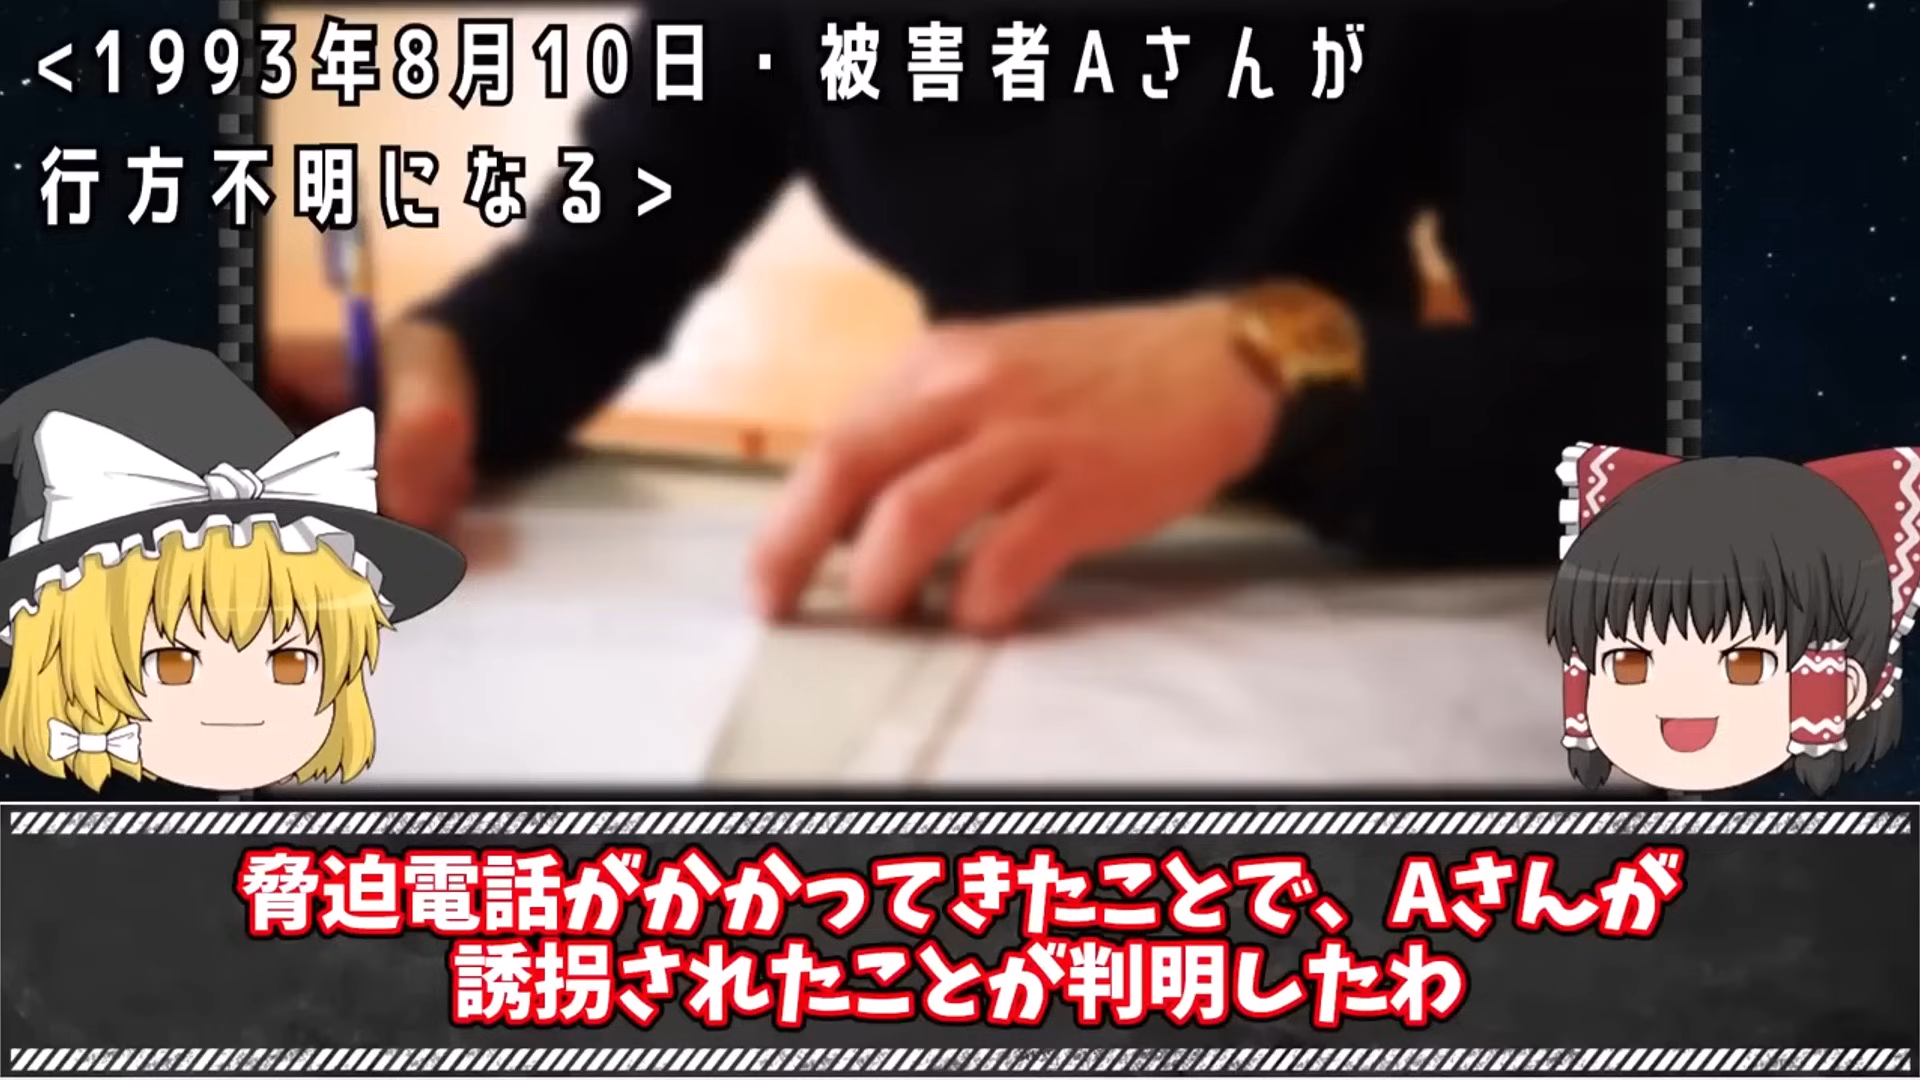 <1993年8月10日・被害者Aさんが
行方不明になる>
脅迫電話がかかってきたことで、Aさんが
誘拐されたことが判明したわ